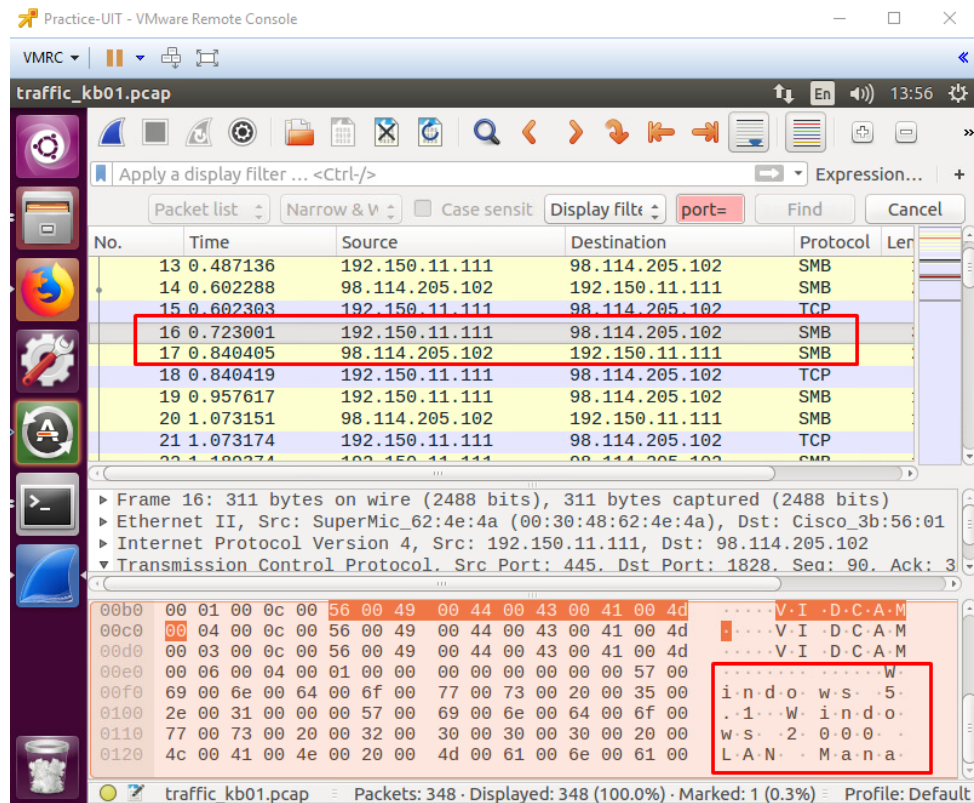 Practice-UIT - VMware Remote Console
VMRC
traffic_kb01.pcap En 13:56
Apply a display filter ... <Ctrl-/> Expression... +
Packet list Narrow & W Case sensit Display filte port= Find Cancel
No. Time Source Destination Protocol Len
13 0.487136 192.150.11.111 98.114.205.102 SMB
14 0.602288 98.114.205.102 192.150.11.111 SMB
15 0.602303 192.150.11.111 98.114.205.102 TCP
16 0.723001 192.150.11.111 98.114.205.102 SMB
17 0.840405 98.114.205.102 192.150.11.111 SMB
18 0.840419 192.150.11.111 98.114.205.102 TCP
19 0.957617 192.150.11.111 98.114.205.102 SMB
20 1.073151 98.114.205.102 192.150.11.111 SMB
21 1.073174 192.150.11.111 98.114.205.102 TCP
22 1.189374 192.150.11.111 98.114.205.102 SMB
Frame 16: 311 bytes on wire (2488 bits), 311 bytes captured (2488 bits)
Ethernet II, Src: SuperMic_62:4e:4a (00:30:48:62:4e:4a), Dst: Cisco_3b:56:01
Internet Protocol Version 4, Src: 192.150.11.111, Dst: 98.114.205.102
Transmission Control Protocol, Src Port: 445, Dst Port: 1828, Seq: 90, Ack: 3
00b0 00 01 00 0c 00 56 00 49 00 44 00 43 00 41 00 4d ·····V·I ·D·C·A·M
00c0 00 04 00 0c 00 56 00 49 00 44 00 43 00 41 00 4d ·····V·I ·D·C·A·M
00d0 00 03 00 0c 00 56 00 49 00 44 00 43 00 41 00 4d ·····V·I ·D·C·A·M
00e0 00 06 00 04 00 01 00 00 00 00 00 00 00 00 57 00 ········ ······W·
00f0 69 00 6e 00 64 00 6f 00 77 00 73 00 20 00 35 00 i·n·d·o· w·s· ·5·
0100 2e 00 31 00 00 00 57 00 69 00 6e 00 64 00 6f 00 .·1···W· i·n·d·o·
0110 77 00 73 00 20 00 32 00 30 00 30 00 30 00 20 00 w·s· ·2· 0·0·0· ·
0120 4c 00 41 00 4e 00 20 00 4d 00 61 00 6e 00 61 00 L·A·N· · M·a·n·a·
traffic_kb01.pcap Packets: 348 · Displayed: 348 (100.0%) · Marked: 1 (0.3%) Profile: Default